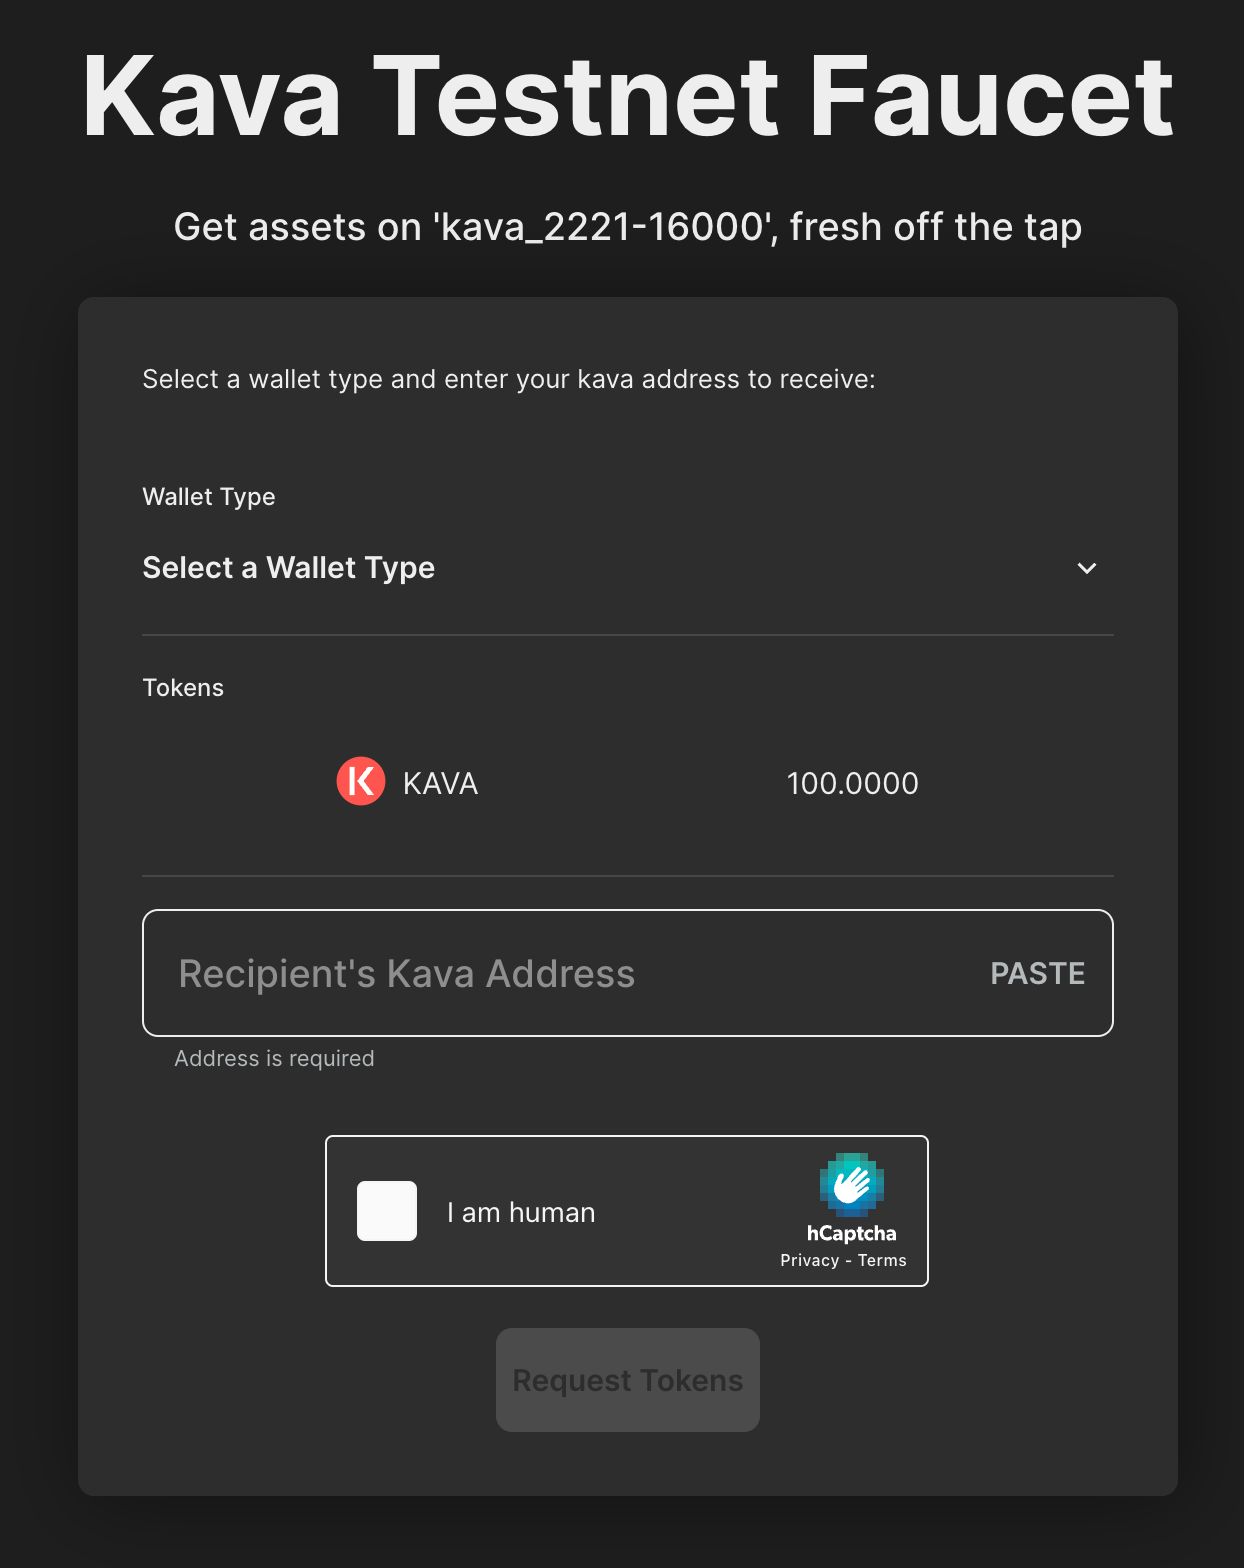 Kava Testnet Faucet
Get assets on 'kava_2221-16000', fresh off the tap
Select a wallet type and enter your kava address to receive:
Wallet Type
Select a Wallet Type
Tokens
KAVA 100.0000
Recipient's Kava Address PASTE
Address is required
I am human
hCaptcha
Privacy - Terms
Request Tokens